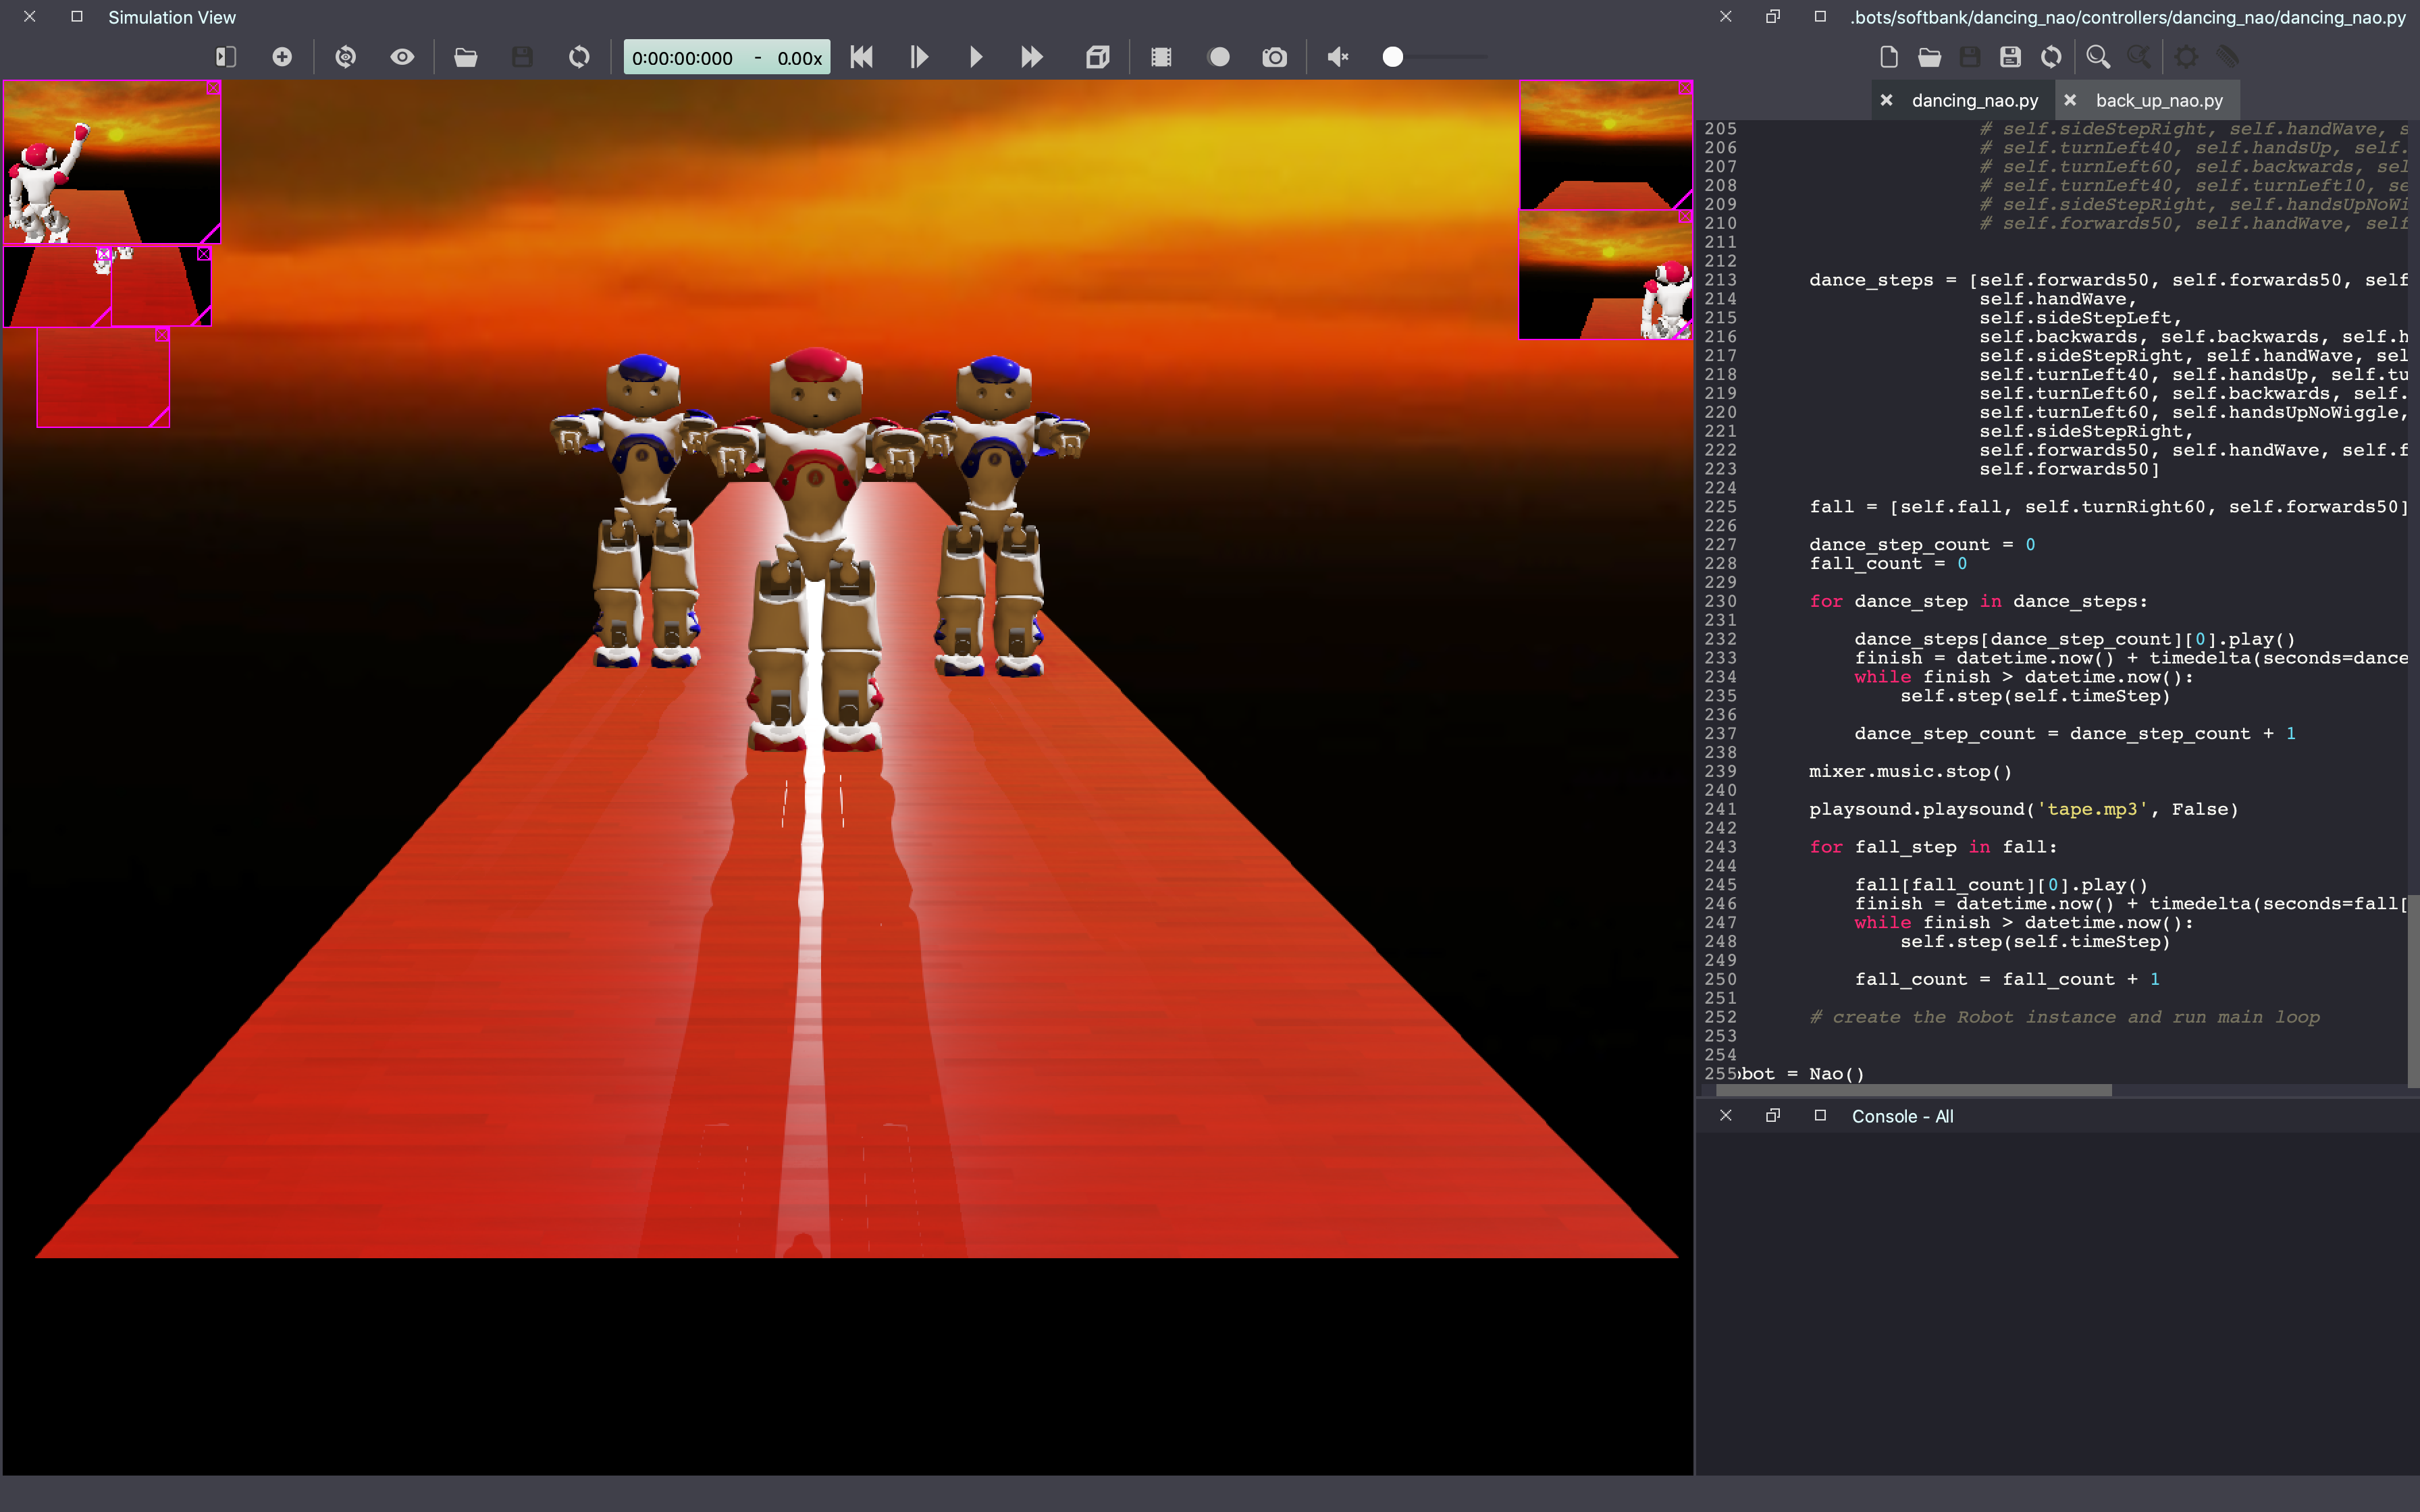 Simulation View
0:00:00:000 - 0.00x
.bots/softbank/dancing_nao/controllers/dancing_nao/dancing_nao.py
dancing_nao.py
back_up_nao.py
205 # self.sideStepRight, self.handWave, s
206 # self.turnLeft40, self.handsUp, self.
207 # self.turnLeft60, self.backwards, sel
208 # self.turnLeft40, self.turnLeft10, se
209 # self.sideStepRight, self.handsUpNoWi
210 # self.forwards50, self.handWave, self
211
212
213 dance_steps = [self.forwards50, self.forwards50, self
214 self.handWave,
215 self.sideStepLeft,
216 self.backwards, self.backwards, self.h
217 self.sideStepRight, self.handWave, sel
218 self.turnLeft40, self.handsUp, self.tu
219 self.turnLeft60, self.backwards, self.
220 self.turnLeft60, self.handsUpNoWiggle,
221 self.sideStepRight,
222 self.forwards50, self.handWave, self.f
223 self.forwards50]
224
225 fall = [self.fall, self.turnRight60, self.forwards50]
226
227 dance_step_count = 0
228 fall_count = 0
229
230 for dance_step in dance_steps:
231
232 dance_steps[dance_step_count][0].play()
233 finish = datetime.now() + timedelta(seconds=dance
234 while finish > datetime.now():
235 self.step(self.timeStep)
236
237 dance_step_count = dance_step_count + 1
238
239 mixer.music.stop()
240
241 playsound.playsound('tape.mp3', False)
242
243 for fall_step in fall:
244
245 fall[fall_count][0].play()
246 finish = datetime.now() + timedelta(seconds=fall[
247 while finish > datetime.now():
248 self.step(self.timeStep)
249
250 fall_count = fall_count + 1
251
252 # create the Robot instance and run main loop
253
254
255 bot = Nao()
Console - All